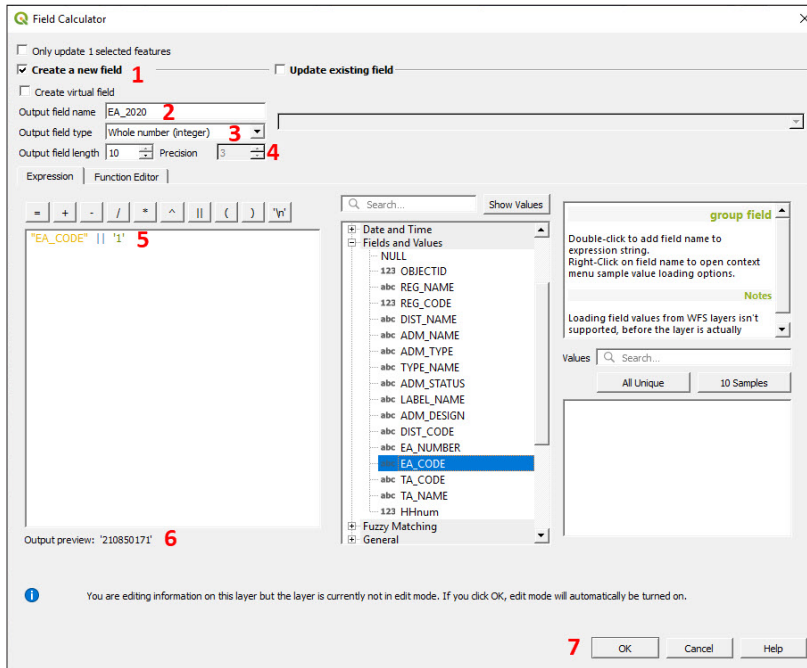 Field Calculator
Only update 1 selected features
Create a new field 1
Update existing field
Create virtual field
Output field name EA_2020 2
Output field type Whole number (integer) 3
Output field length 10 Precision 3 4
Expression Function Editor
= + - / * ^ || ( ) '\n'
"EA_CODE" || '1' 5
Output preview: '210850171' 6
Search... Show Values
Date and Time
Fields and Values
NULL
123 OBJECTID
abc REG_NAME
123 REG_CODE
abc DIST_NAME
abc ADM_NAME
abc ADM_TYPE
abc TYPE_NAME
abc ADM_STATUS
abc LABEL_NAME
abc ADM_DESIGN
abc DIST_CODE
abc EA_NUMBER
abc EA_CODE
abc TA_CODE
abc TA_NAME
123 HHnum
Fuzzy Matching
General
group field
Double-click to add field name to
expression string.
Right-Click on field name to open context
menu sample value loading options.
Notes
Loading field values from WFS layers isn't
supported, before the layer is actually
Values Search...
All Unique 10 Samples
You are editing information on this layer but the layer is currently not in edit mode. If you click OK, edit mode will automatically be turned on.
7 OK Cancel Help